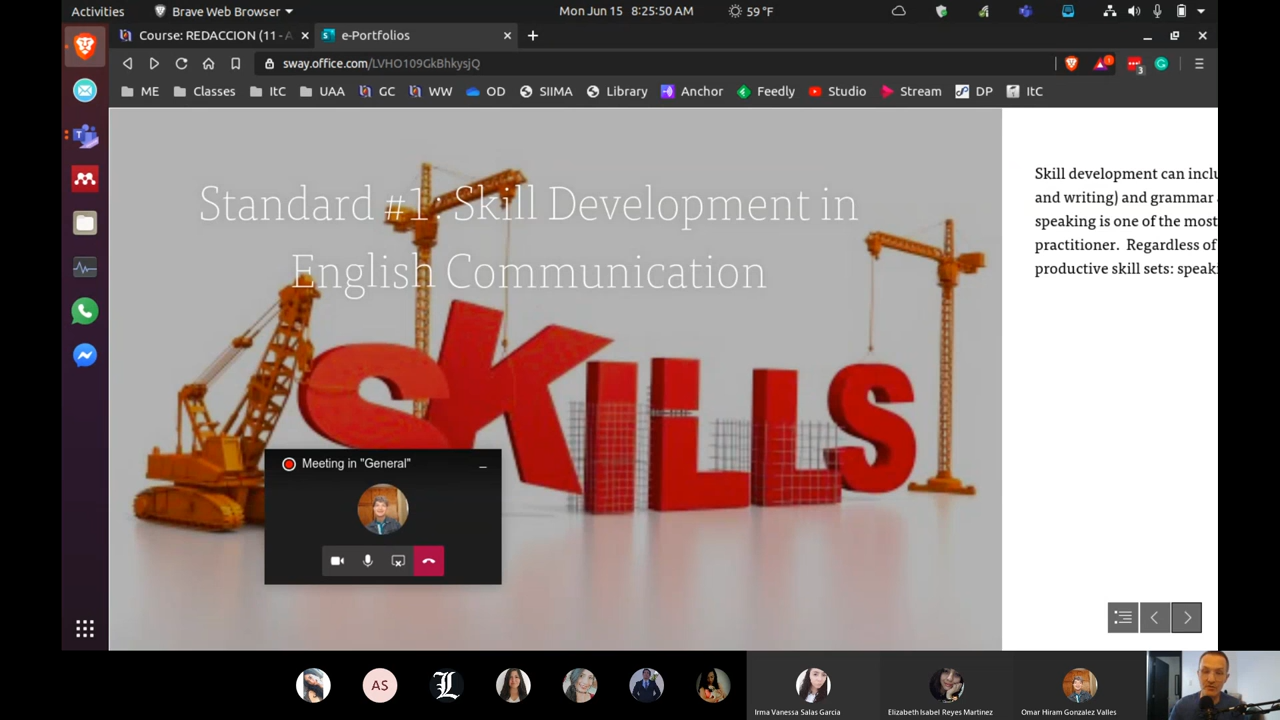 Activities
Brave Web Browser
Mon Jun 15 8:25:50 AM
59 °F
Course: REDACCION (11 - A
e-Portfolios
sway.office.com/LVHO109GkBhkysjQ
1
3
ME
Classes
ItC
UAA
GC
WW
OD
SIIMA
Library
Anchor
Feedly
Studio
Stream
DP
ItC
Standard #1: Skill Development in
English Communication
SKILLS
Skill development can inclu
and writing) and grammar
speaking is one of the most
practitioner. Regardless of
productive skill sets: speaki
Meeting in "General"
AS
L
Irma Vanessa Salas Garcia
Elizabeth Isabel Reyes Martinez
Omar Hiram Gonzalez Valles